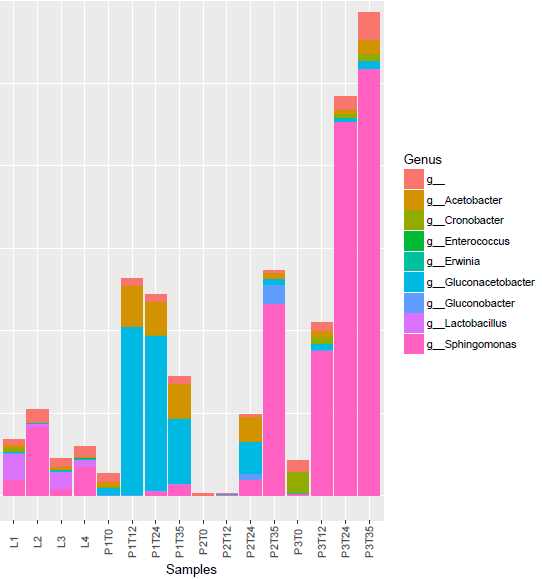 Genus
g__
g__Acetobacter
g__Cronobacter
g__Enterococcus
g__Erwinia
g__Gluconacetobacter
g__Gluconobacter
g__Lactobacillus
g__Sphingomonas
L1
L2
L3
L4
P1T0
P1T12
P1T24
P1T35
P2T0
P2T12
P2T24
P2T35
P3T0
P3T12
P3T24
P3T35
Samples